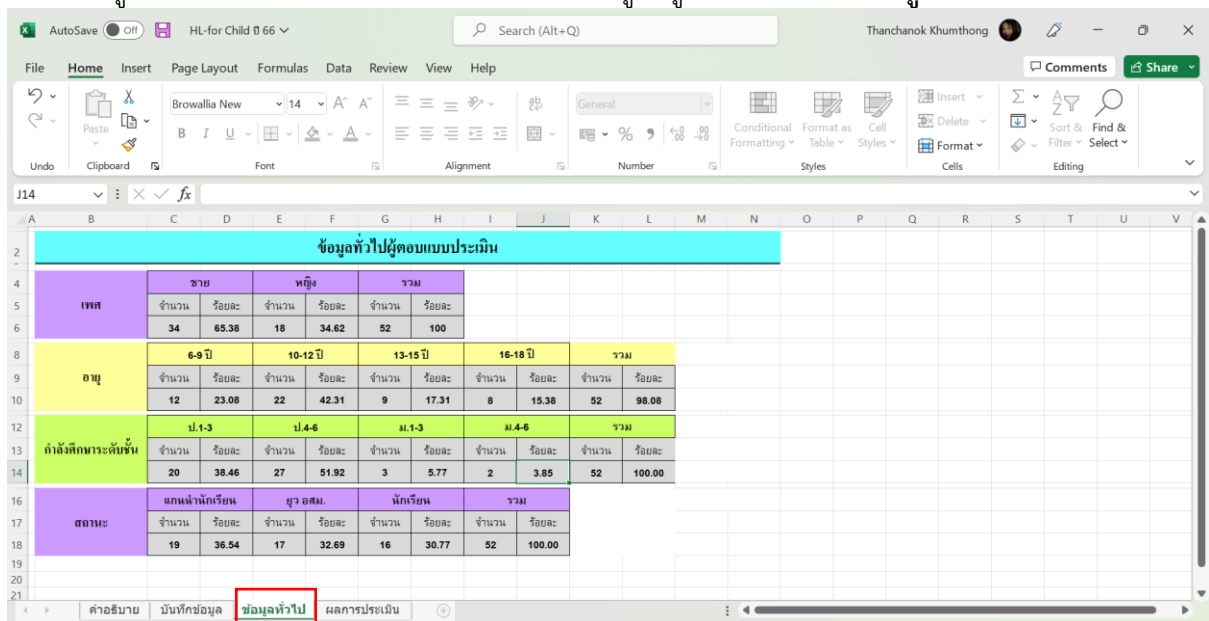 AutoSave Off HL-for Child ปี 66 Search (Alt+Q) Thanchanok Khumthong
File Home Insert Page Layout Formulas Data Review View Help Comments Share
Browallia New 14 A^ A˅ General Insert
Paste B I U A % 9 Conditional Formatting Format as Table Cell Styles Delete Sort & Filter Find & Select
Format
Undo Clipboard Font Alignment Number Styles Cells Editing
J14 fx
A B C D E F G H I J K L M N O P Q R S T U V
2 ข้อมูลทั่วไปผู้ตอบแบบประเมิน
4 ชาย หญิง รวม
5 เพศ จำนวน ร้อยละ จำนวน ร้อยละ จำนวน ร้อยละ
6 34 65.38 18 34.62 52 100
8 6-9 ปี 10-12 ปี 13-15 ปี 16-18 ปี รวม
9 อายุ จำนวน ร้อยละ จำนวน ร้อยละ จำนวน ร้อยละ จำนวน ร้อยละ จำนวน ร้อยละ
10 12 23.08 22 42.31 9 17.31 8 15.38 52 98.08
12 ป.1-3 ป.4-6 ม.1-3 ม.4-6 รวม
13 กำลังศึกษาระดับชั้น จำนวน ร้อยละ จำนวน ร้อยละ จำนวน ร้อยละ จำนวน ร้อยละ จำนวน ร้อยละ
14 20 38.46 27 51.92 3 5.77 2 3.85 52 100.00
16 แกนนำนักเรียน ยุว อสม. นักเรียน รวม
17 สถานะ จำนวน ร้อยละ จำนวน ร้อยละ จำนวน ร้อยละ จำนวน ร้อยละ
18 19 36.54 17 32.69 16 30.77 52 100.00
19
20
21
คำอธิบาย บันทึกข้อมูล ข้อมูลทั่วไป ผลการประเมิน